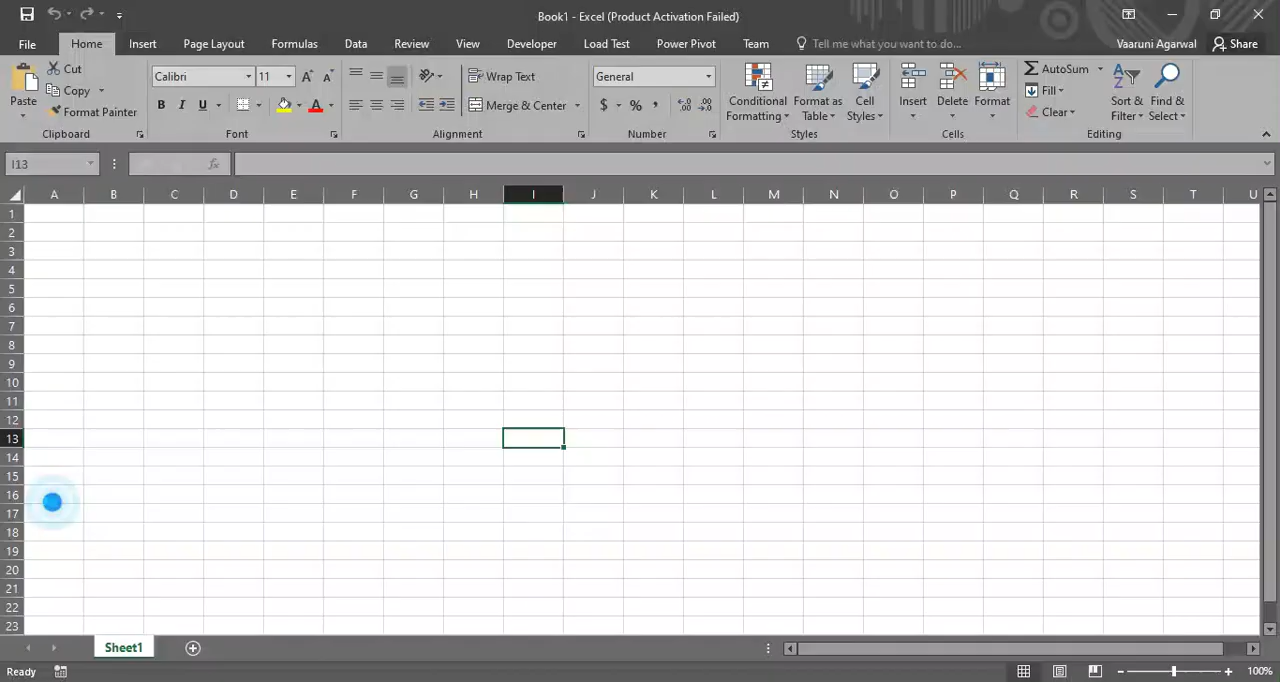 Book1 - Excel (Product Activation Failed)
File Home Insert Page Layout Formulas Data Review View Developer Load Test Power Pivot Team Tell me what you want to do... Vaaruni Agarwal Share
Paste
Cut
Copy
Format Painter
Clipboard
Calibri 11
B I U
Font
Wrap Text
Merge & Center
Alignment
General
$ % ,
Number
Conditional Formatting
Format as Table
Cell Styles
Styles
Insert Delete Format
Cells
AutoSum
Fill
Clear
Sort & Filter
Find & Select
Editing
I13
fx
A B C D E F G H I J K L M N O P Q R S T U
1
2
3
4
5
6
7
8
9
10
11
12
13
14
15
16
17
18
19
20
21
22
23
Sheet1
Ready
100%